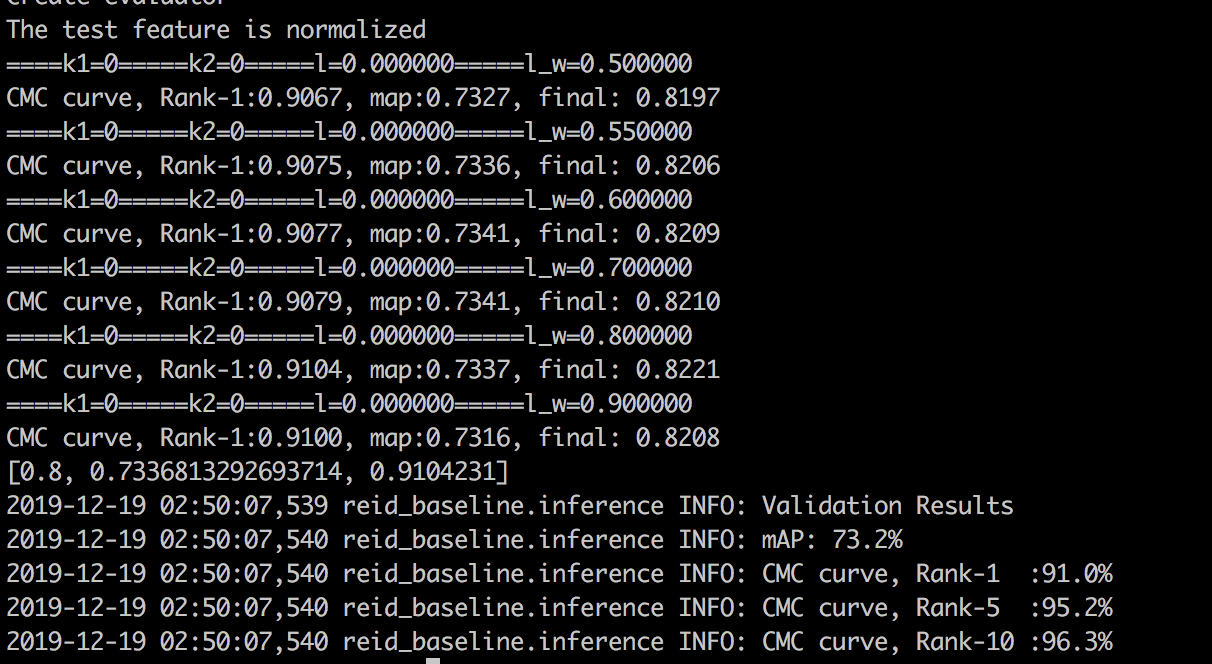 Create evaluator
The test feature is normalized
====k1=0=====k2=0=====l=0.000000=====l_w=0.500000
CMC curve, Rank-1:0.9067, map:0.7327, final: 0.8197
====k1=0=====k2=0=====l=0.000000=====l_w=0.550000
CMC curve, Rank-1:0.9075, map:0.7336, final: 0.8206
====k1=0=====k2=0=====l=0.000000=====l_w=0.600000
CMC curve, Rank-1:0.9077, map:0.7341, final: 0.8209
====k1=0=====k2=0=====l=0.000000=====l_w=0.700000
CMC curve, Rank-1:0.9079, map:0.7341, final: 0.8210
====k1=0=====k2=0=====l=0.000000=====l_w=0.800000
CMC curve, Rank-1:0.9104, map:0.7337, final: 0.8221
====k1=0=====k2=0=====l=0.000000=====l_w=0.900000
CMC curve, Rank-1:0.9100, map:0.7316, final: 0.8208
[0.8, 0.7336813292693714, 0.9104231]
2019-12-19 02:50:07,539 reid_baseline.inference INFO: Validation Results
2019-12-19 02:50:07,540 reid_baseline.inference INFO: mAP: 73.2%
2019-12-19 02:50:07,540 reid_baseline.inference INFO: CMC curve, Rank-1  :91.0%
2019-12-19 02:50:07,540 reid_baseline.inference INFO: CMC curve, Rank-5  :95.2%
2019-12-19 02:50:07,540 reid_baseline.inference INFO: CMC curve, Rank-10 :96.3%